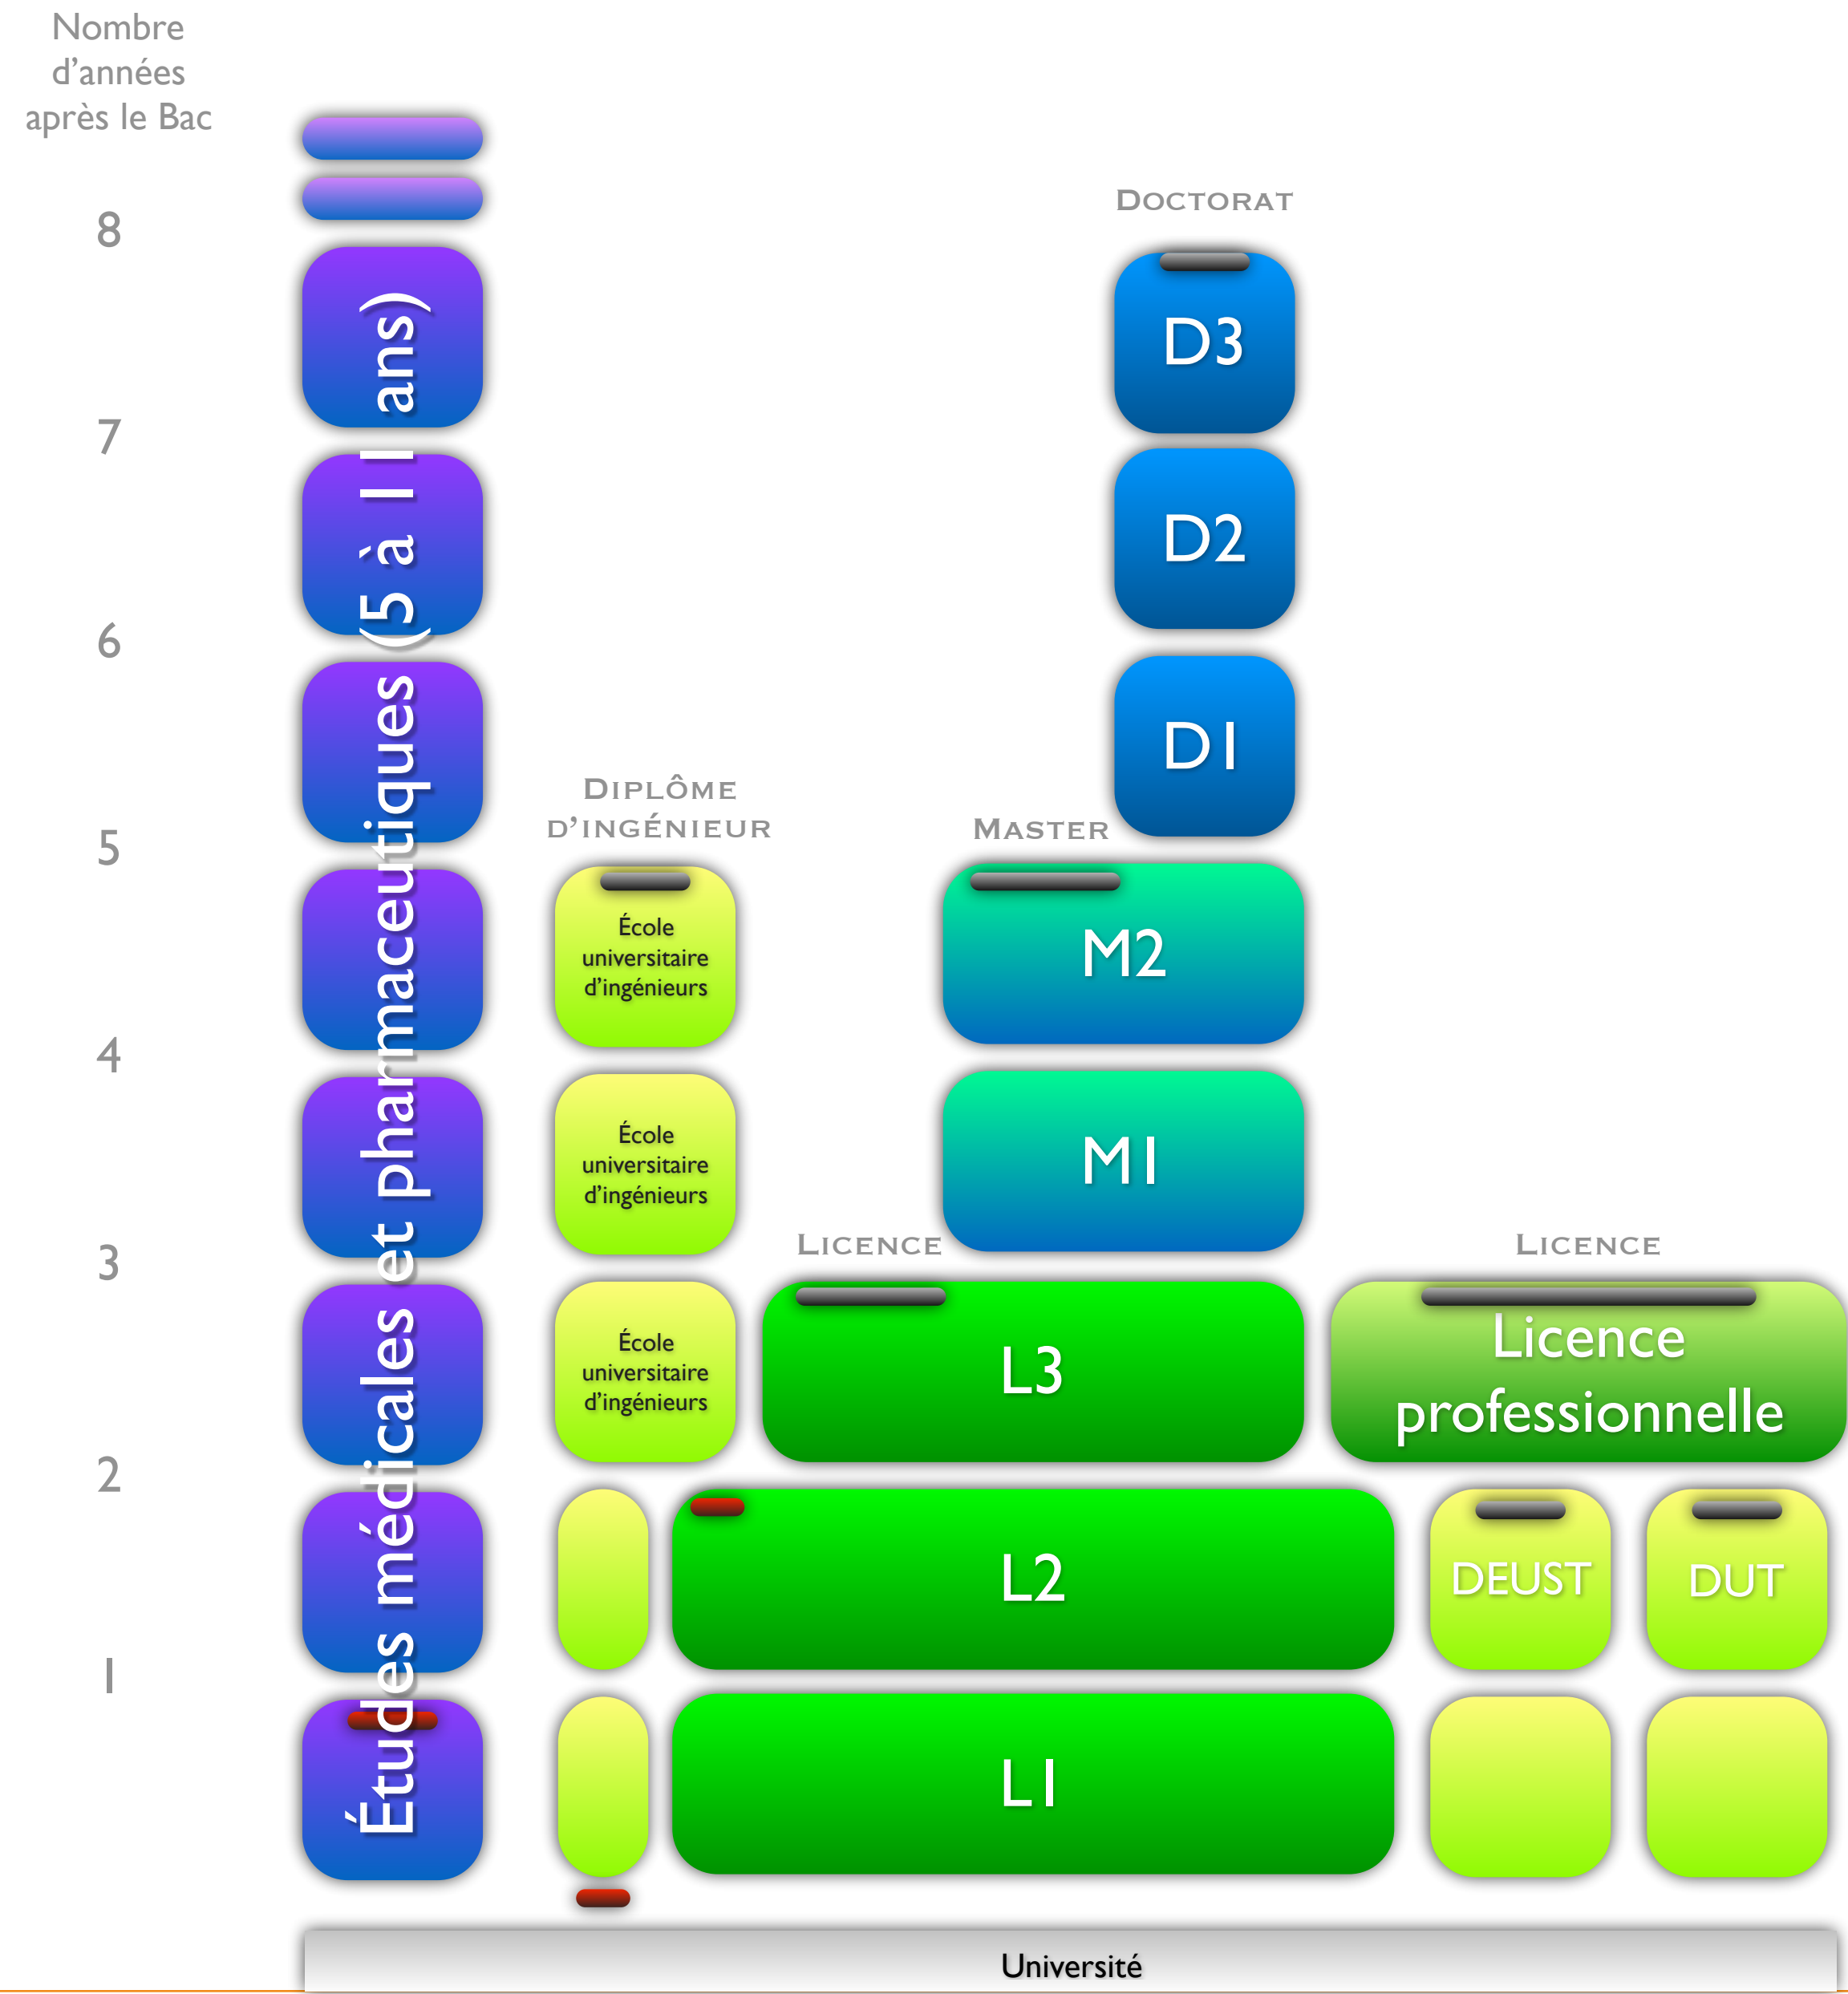 Nombre
d’années
après le Bac
8
7
6
5
4
3
2
1
Études médicales et pharmaceutiques (5 à 11 ans)
DOCTORAT
D3
D2
D1
DIPLÔME
D’INGÉNIEUR
MASTER
École
universitaire
d’ingénieurs
M2
École
universitaire
d’ingénieurs
M1
LICENCE
LICENCE
École
universitaire
d’ingénieurs
L3
Licence
professionnelle
L2
DEUST
DUT
L1
Université